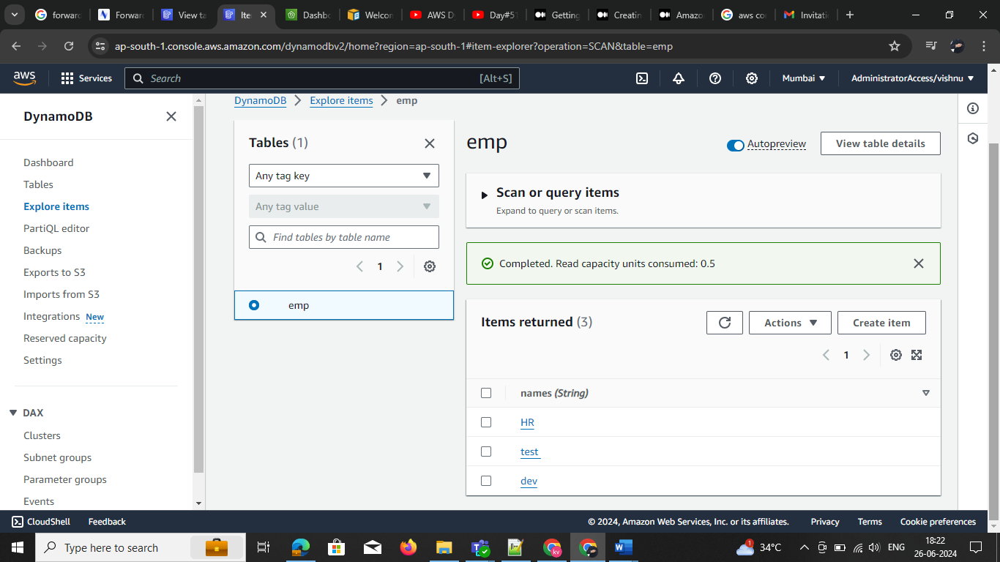 forward
Forward
View ta
Ite
Dashbo
Welcon
AWS D
Day#5
Getting
Creatin
Amazo
aws co
Invitatio
ap-south-1.console.aws.amazon.com/dynamodbv2/home?region=ap-south-1#item-explorer?operation=SCAN&table=emp
aws
Services
Search
[Alt+S]
Mumbai
AdministratorAccess/vishnu
DynamoDB
Dashboard
Tables
Explore items
PartiQL editor
Backups
Exports to S3
Imports from S3
Integrations New
Reserved capacity
Settings
DAX
Clusters
Subnet groups
Parameter groups
Events
DynamoDB
Explore items
emp
Tables (1)
Any tag key
Any tag value
Find tables by table name
1
emp
emp
Autopreview
View table details
Scan or query items
Expand to query or scan items.
Completed. Read capacity units consumed: 0.5
Items returned (3)
Actions
Create item
1
names (String)
HR
test
dev
CloudShell
Feedback
© 2024, Amazon Web Services, Inc. or its affiliates.
Privacy
Terms
Cookie preferences
Type here to search
kv
1
34°C
ENG
18:22
26-06-2024